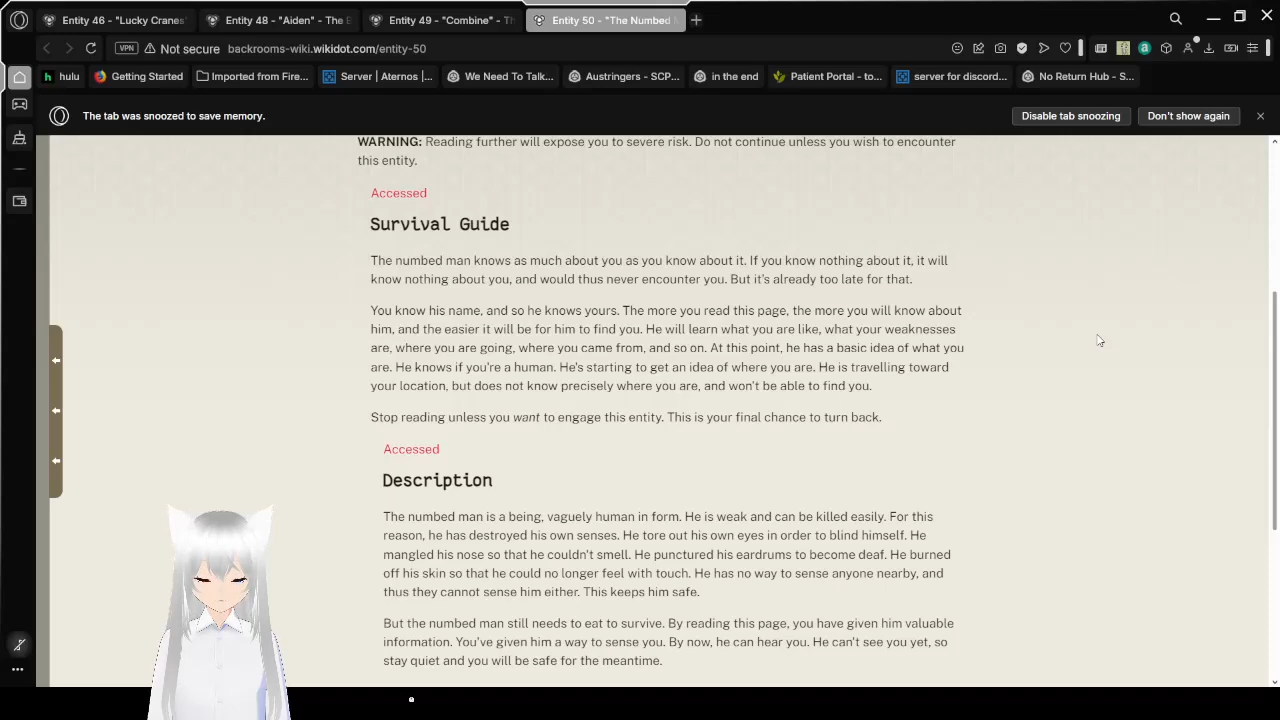 Entity 46 - "Lucky Cranes"
Entity 48 - "Aiden" - The B
Entity 49 - "Combine" - Th
Entity 50 - "The Numbed M
VPN
Not secure
backrooms-wiki.wikidot.com/entity-50
hulu
Getting Started
Imported from Fire...
Server | Aternos |...
We Need To Talk...
Austringers - SCP...
in the end
Patient Portal - to...
server for discord...
No Return Hub - S...
The tab was snoozed to save memory.
Disable tab snoozing
Don't show again
WARNING: Reading further will expose you to severe risk. Do not continue unless you wish to encounter
this entity.
Accessed
Survival Guide
The numbed man knows as much about you as you know about it. If you know nothing about it, it will
know nothing about you, and would thus never encounter you. But it's already too late for that.
You know his name, and so he knows yours. The more you read this page, the more you will know about
him, and the easier it will be for him to find you. He will learn what you are like, what your weaknesses
are, where you are going, where you came from, and so on. At this point, he has a basic idea of what you
are. He knows if you're a human. He's starting to get an idea of where you are. He is travelling toward
your location, but does not know precisely where you are, and won't be able to find you.
Stop reading unless you want to engage this entity. This is your final chance to turn back.
Accessed
Description
The numbed man is a being, vaguely human in form. He is weak and can be killed easily. For this
reason, he has destroyed his own senses. He tore out his own eyes in order to blind himself. He
mangled his nose so that he couldn't smell. He punctured his eardrums to become deaf. He burned
off his skin so that he could no longer feel with touch. He has no way to sense anyone nearby, and
thus they cannot sense him either. This keeps him safe.
But the numbed man still needs to eat to survive. By reading this page, you have given him valuable
information. You've given him a way to sense you. By now, he can hear you. He can't see you yet, so
stay quiet and you will be safe for the meantime.